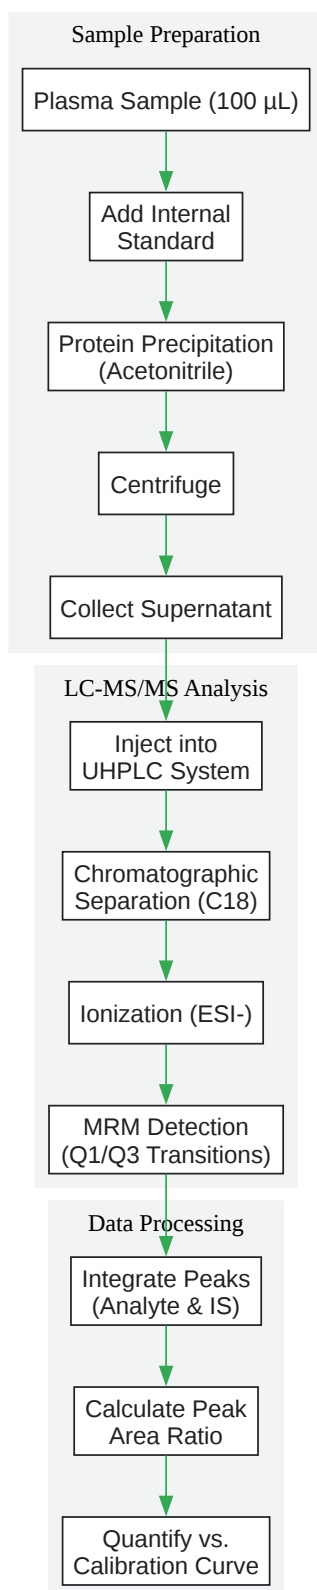 Sample Preparation
Plasma Sample (100 µL)
Add Internal
Standard
Protein Precipitation
(Acetonitrile)
Centrifuge
Collect Supernatant
LC-MS/MS Analysis
Inject into
UHPLC System
Chromatographic
Separation (C18)
Ionization (ESI-)
MRM Detection
(Q1/Q3 Transitions)
Data Processing
Integrate Peaks
(Analyte & IS)
Calculate Peak
Area Ratio
Quantify vs.
Calibration Curve